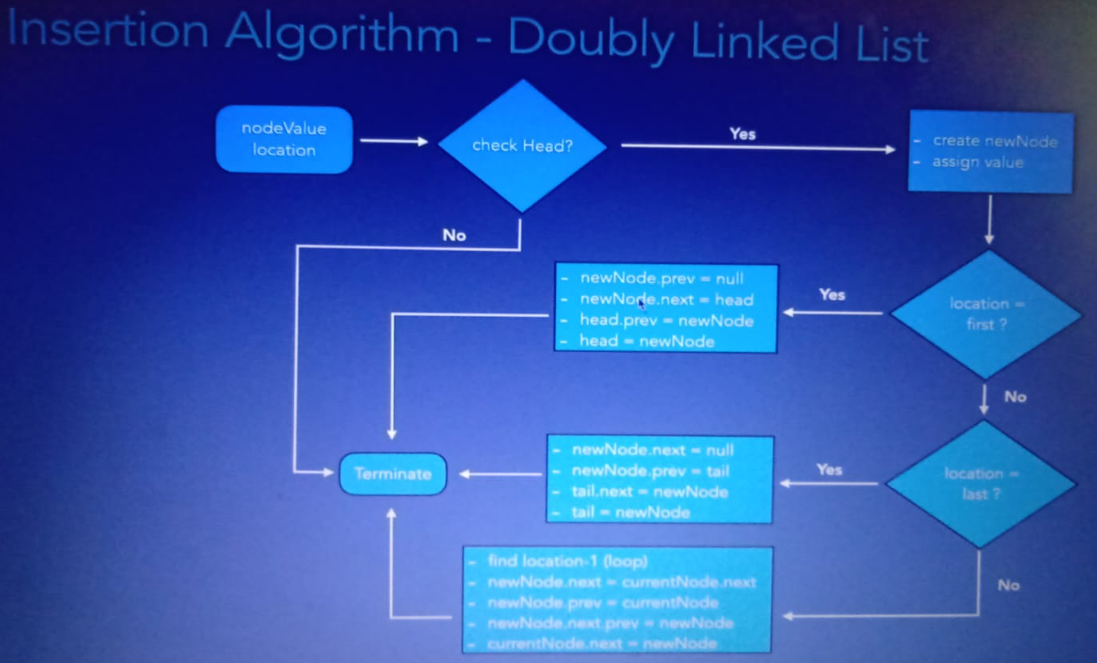 Insertion Algorithm - Doubly Linked List
nodeValue
location
check Head?
Yes
- create newNode
- assign value
No
location =
first ?
Yes
- newNode.prev = null
- newNode.next = head
- head.prev = newNode
- head = newNode
No
location =
last ?
Yes
- newNode.next = null
- newNode.prev = tail
- tail.next = newNode
- tail = newNode
Terminate
No
- find location-1 (loop)
- newNode.next = currentNode.next
- newNode.prev = currentNode
- newNode.next.prev = newNode
- currentNode.next = newNode